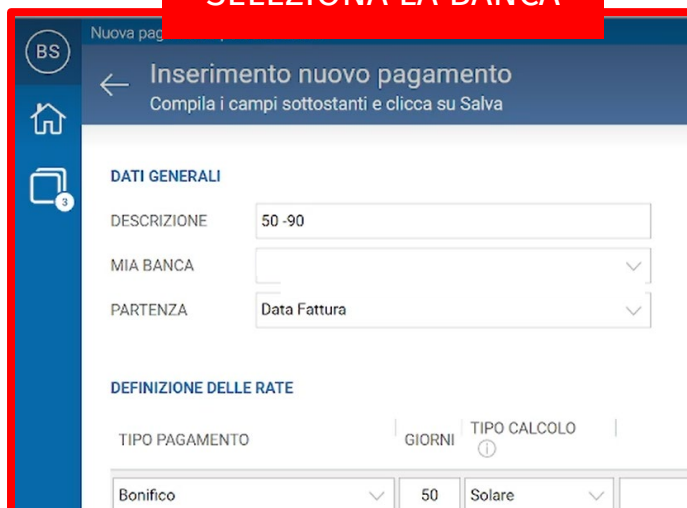 SELEZIONA LA BANCA
BS
Nuova pag
Inserimento nuovo pagamento
Compila i campi sottostanti e clicca su Salva
3
DATI GENERALI
DESCRIZIONE 50 -90
MIA BANCA
PARTENZA Data Fattura
DEFINIZIONE DELLE RATE
TIPO PAGAMENTO GIORNI TIPO CALCOLO
Bonifico 50 Solare